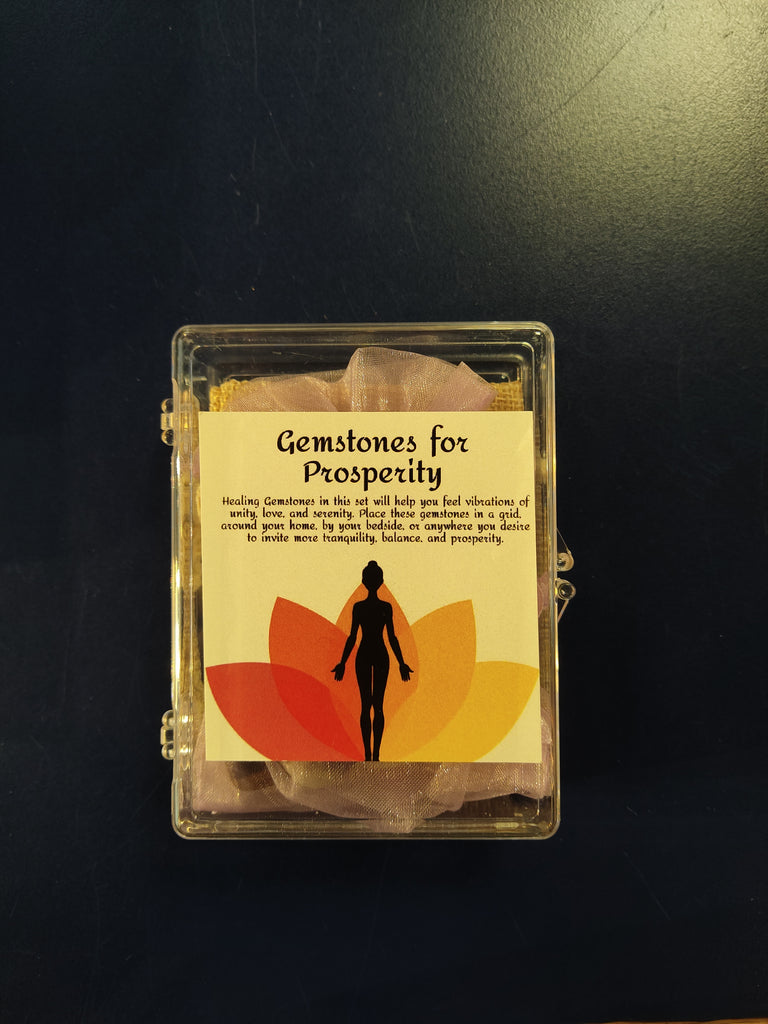 Gemstones for
Prosperity
Healing Gemstones in this set will help you feel vibrations of
unity, love, and serenity. Place these gemstones in a grid,
around your home, by your bedside, or anywhere you desire
to invite more tranquility, balance, and prosperity.